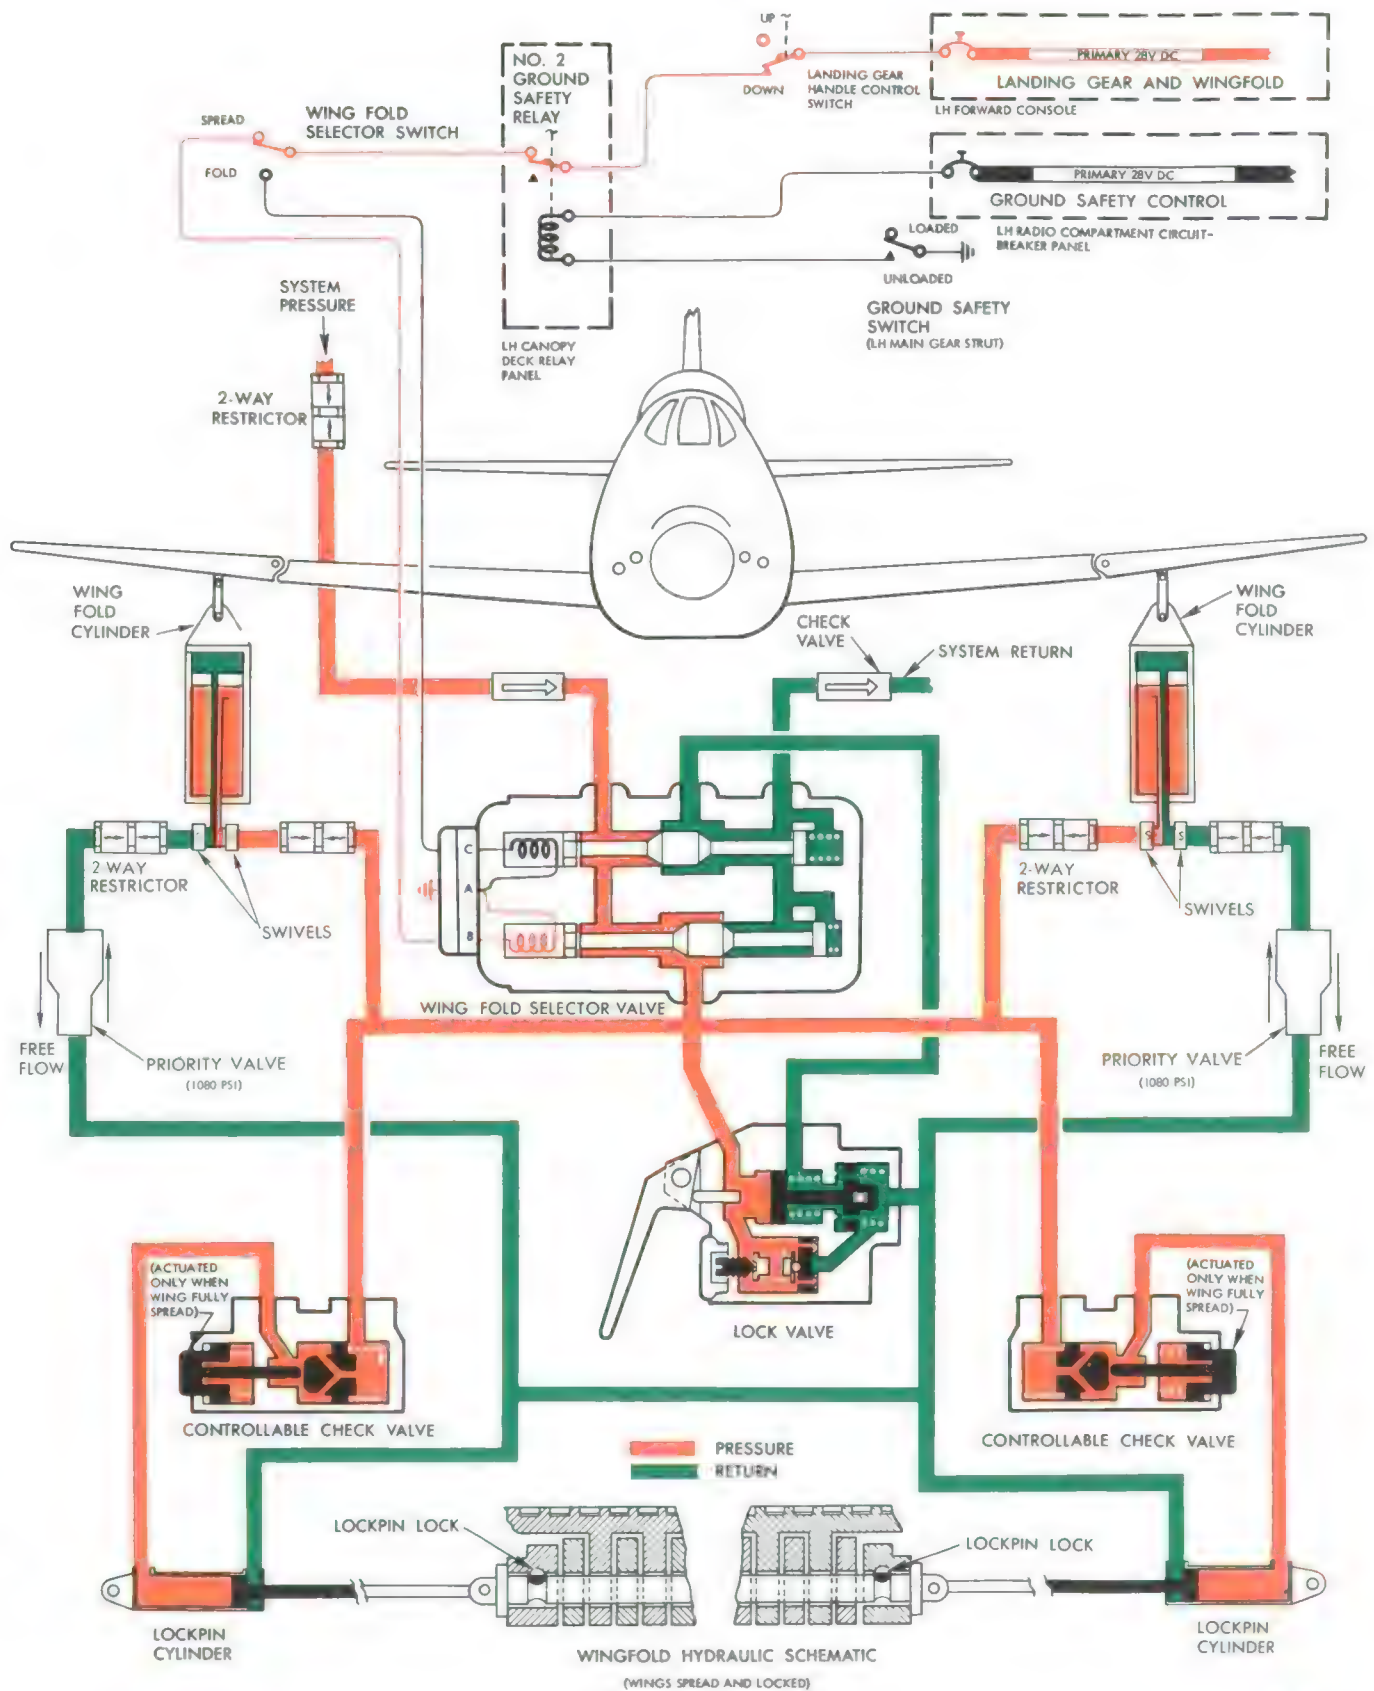 UP
PRIMARY 28V DC
LANDING GEAR AND WINGFOLD
LH FORWARD CONSOLE
DOWN
LANDING GEAR
HANDLE CONTROL
SWITCH
NO. 2
GROUND
SAFETY
RELAY
WING FOLD
SELECTOR SWITCH
SPREAD
FOLD
PRIMARY 28V DC
GROUND SAFETY CONTROL
LH RADIO COMPARTMENT CIRCUIT-
BREAKER PANEL
LOADED
UNLOADED
GROUND SAFETY
SWITCH
(LH MAIN GEAR STRUT)
LH CANOPY
DECK RELAY
PANEL
SYSTEM
PRESSURE
2-WAY
RESTRICTOR
WING
FOLD
CYLINDER
CHECK
VALVE
SYSTEM RETURN
WING
FOLD
CYLINDER
2 WAY
RESTRICTOR
SWIVELS
C
A
B
S
S
2-WAY
RESTRICTOR
SWIVELS
WING FOLD SELECTOR VALVE
FREE
FLOW
PRIORITY VALVE
(1080 PSI)
PRIORITY VALVE
(1080 PSI)
FREE
FLOW
(ACTUATED
ONLY WHEN
WING FULLY
SPREAD)
LOCK VALVE
(ACTUATED
ONLY WHEN
WING FULLY
SPREAD)
CONTROLLABLE CHECK VALVE
CONTROLLABLE CHECK VALVE
PRESSURE
RETURN
LOCKPIN LOCK
LOCKPIN LOCK
LOCKPIN
CYLINDER
LOCKPIN
CYLINDER
WINGFOLD HYDRAULIC SCHEMATIC
(WINGS SPREAD AND LOCKED)